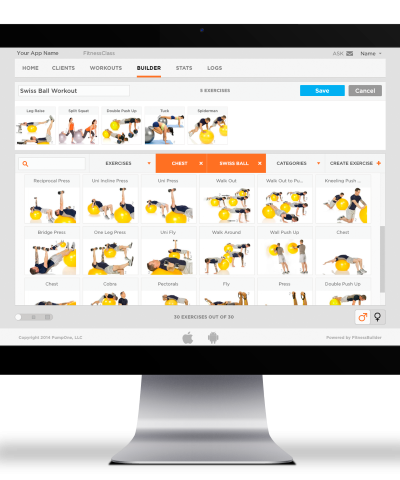 Your App Name FitnessClass ASK Name
HOME CLIENTS WORKOUTS BUILDER STATS LOGS
Swiss Ball Workout 5 EXERCISES Save Cancel
Leg Raise Split Squat Double Push Up Tuck Spiderman
EXERCISES CHEST × SWISS BALL × CATEGORIES CREATE EXERCISE +
Reciprocal Press Uni Incline Press Uni Press Walk Out Walk Out to Pu... Kneeling Push ...
Bridge Press One Leg Press Uni Fly Walk Around Wall Push Up Chest
Chest Cobra Pectorals Fly Press Double Push Up
30 EXERCISES OUT OF 30
Copyright 2014 PumpOne, LLC Powered by FitnessBuilder